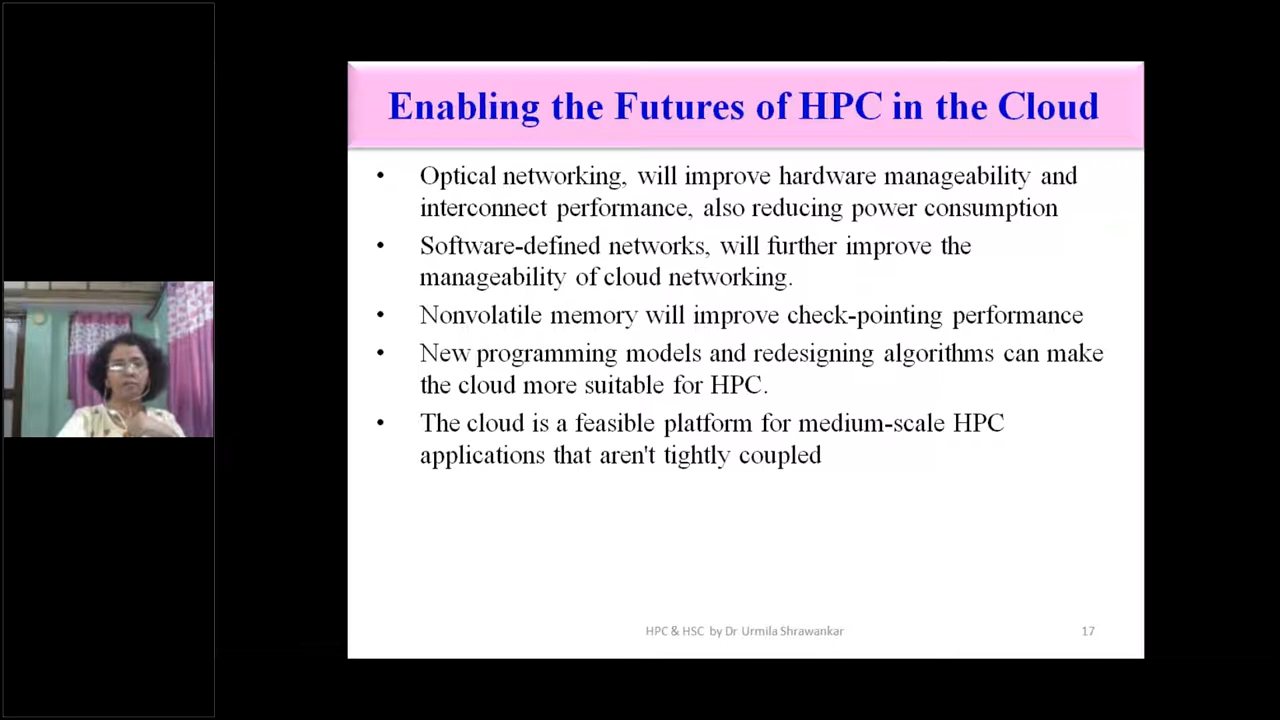 Enabling the Futures of HPC in the Cloud
• Optical networking, will improve hardware manageability and
interconnect performance, also reducing power consumption
• Software-defined networks, will further improve the
manageability of cloud networking.
• Nonvolatile memory will improve check-pointing performance
• New programming models and redesigning algorithms can make
the cloud more suitable for HPC.
• The cloud is a feasible platform for medium-scale HPC
applications that aren't tightly coupled
HPC & HSC by Dr Urmila Shrawankar
17